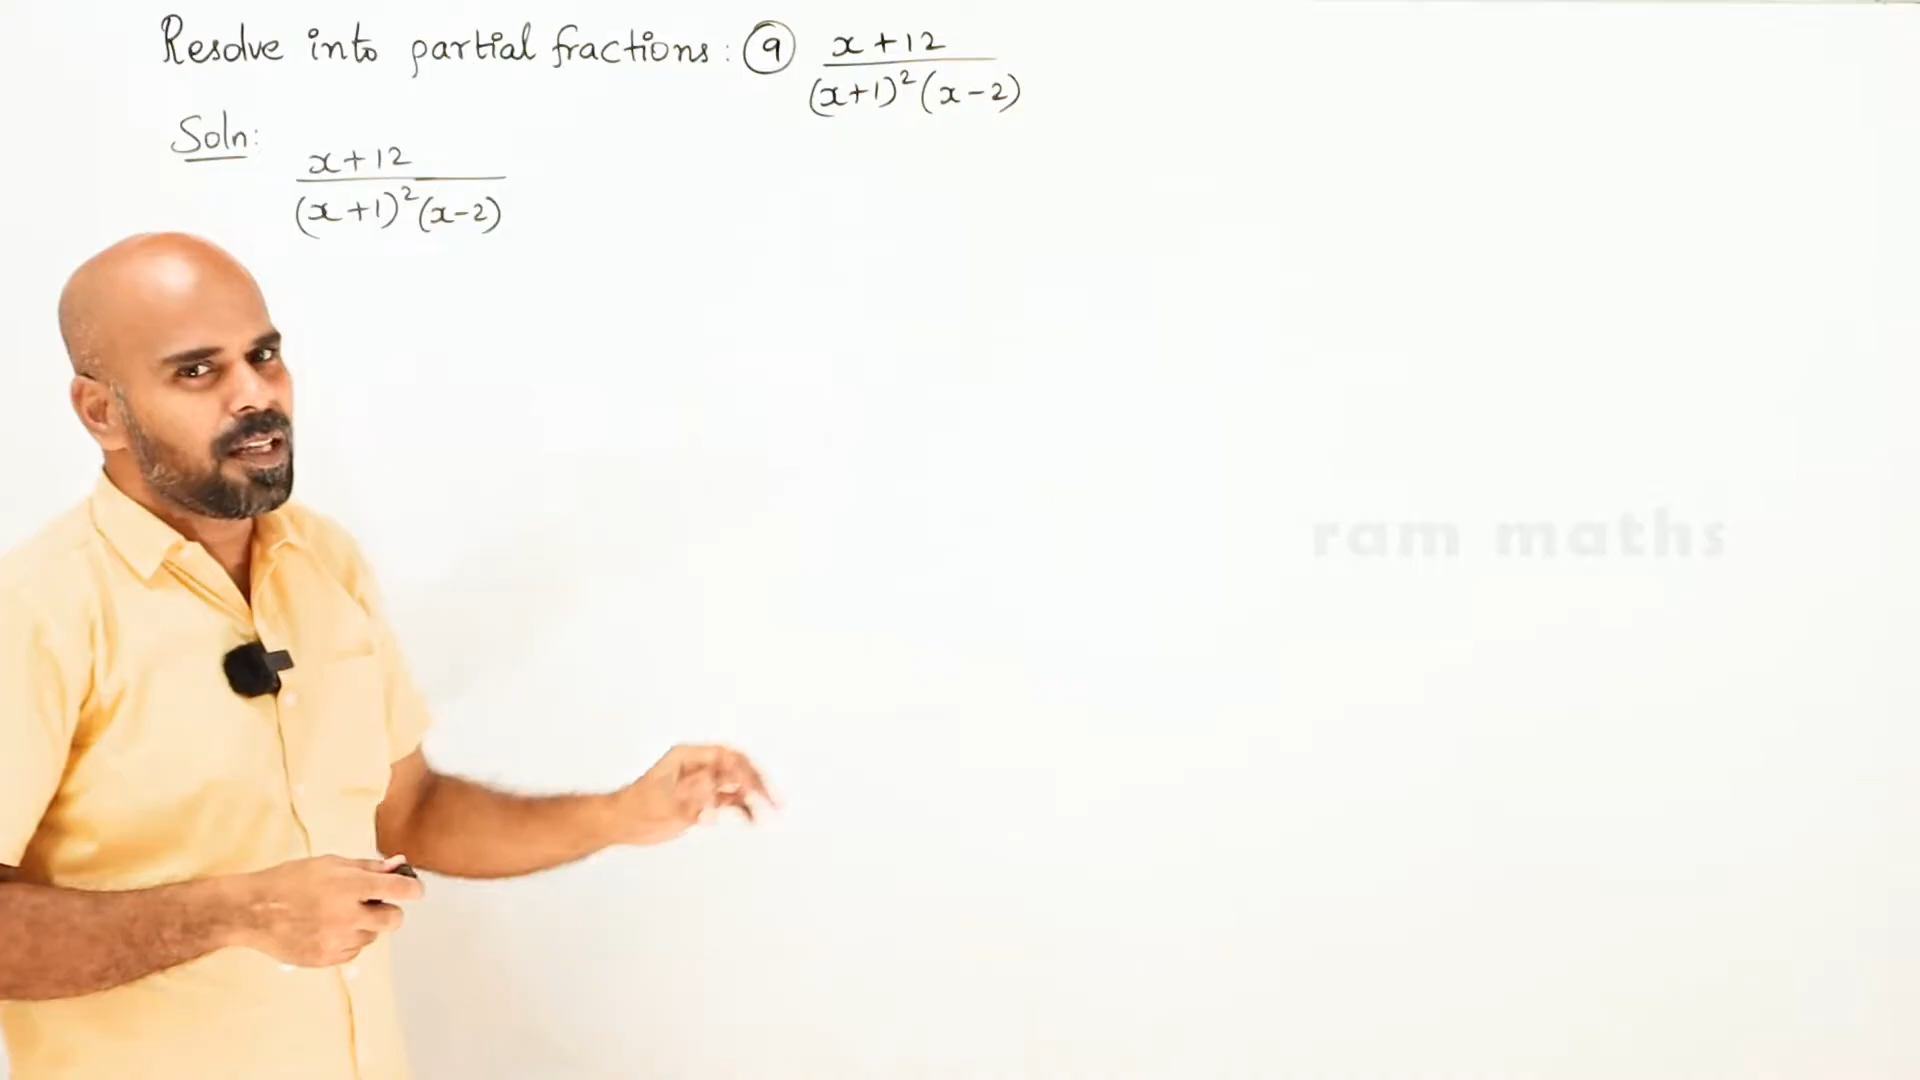 Resolve into partial fractions: ⑨ x+12
(x+1)²(x-2)
Soln:
x+12
(x+1)²(x-2)
ram maths